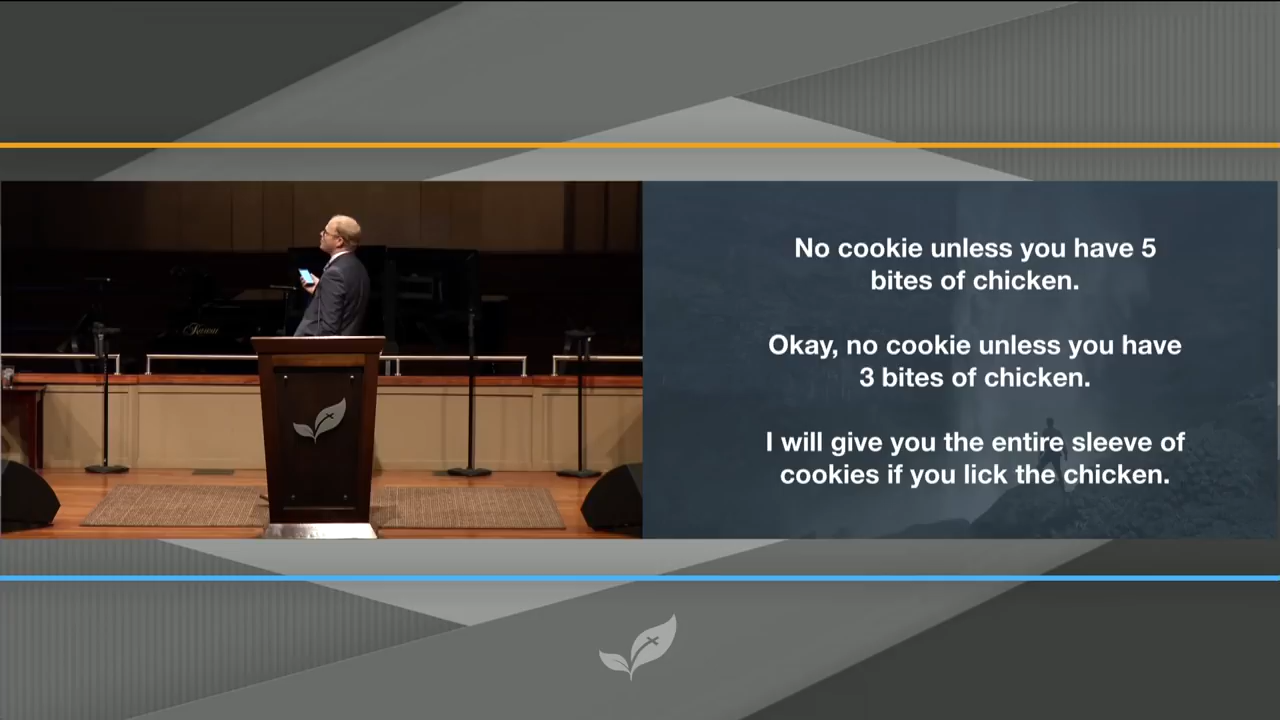 No cookie unless you have 5
bites of chicken.
Okay, no cookie unless you have
3 bites of chicken.
I will give you the entire sleeve of
cookies if you lick the chicken.